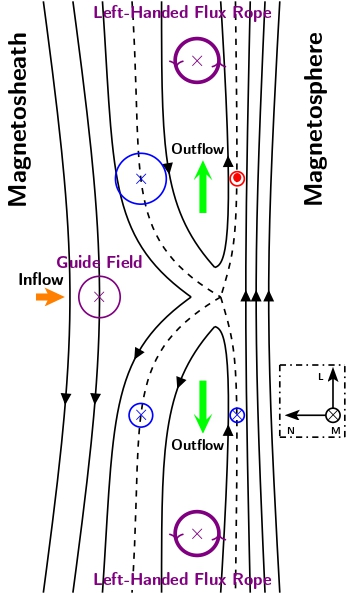 Left-Handed Flux Rope
Magnetosheath
Magnetosphere
Outflow
Guide Field
Inflow
L
N
M
Outflow
Left-Handed Flux Rope